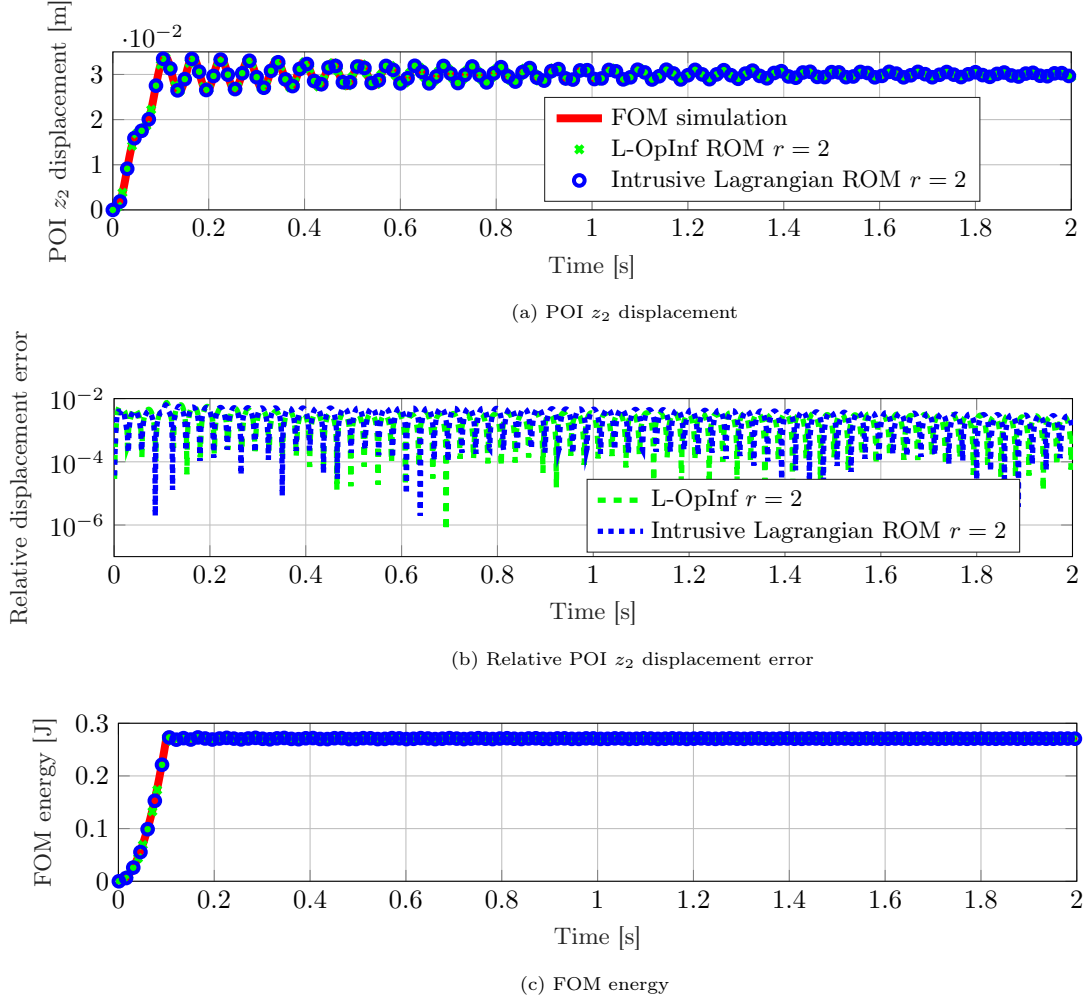 ·10⁻²
POI z₂ displacement [m]
3
2
1
0
FOM simulation
L-OpInf ROM r = 2
Intrusive Lagrangian ROM r = 2
0 0.2 0.4 0.6 0.8 1 1.2 1.4 1.6 1.8 2
Time [s]
(a) POI z₂ displacement
Relative displacement error
10⁻²
10⁻⁴
10⁻⁶
L-OpInf r = 2
Intrusive Lagrangian ROM r = 2
0 0.2 0.4 0.6 0.8 1 1.2 1.4 1.6 1.8 2
Time [s]
(b) Relative POI z₂ displacement error
FOM energy [J]
0.3
0.2
0.1
0
0 0.2 0.4 0.6 0.8 1 1.2 1.4 1.6 1.8 2
Time [s]
(c) FOM energy